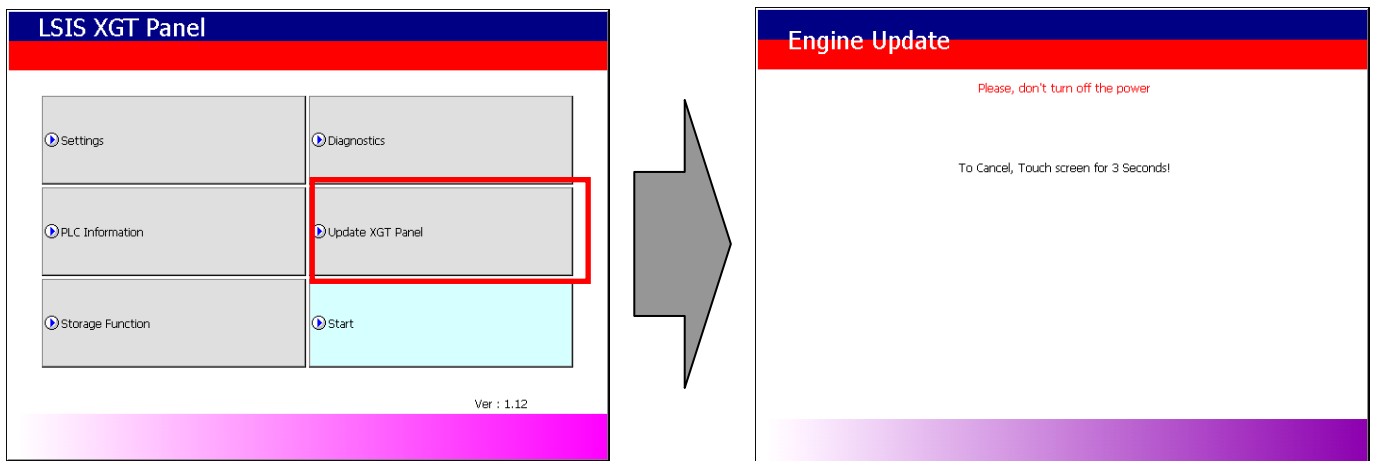 LSIS XGT Panel
Settings
Diagnostics
PLC Information
Update XGT Panel
Storage Function
Start
Ver : 1.12
Engine Update
Please, don't turn off the power
To Cancel, Touch screen for 3 Seconds!